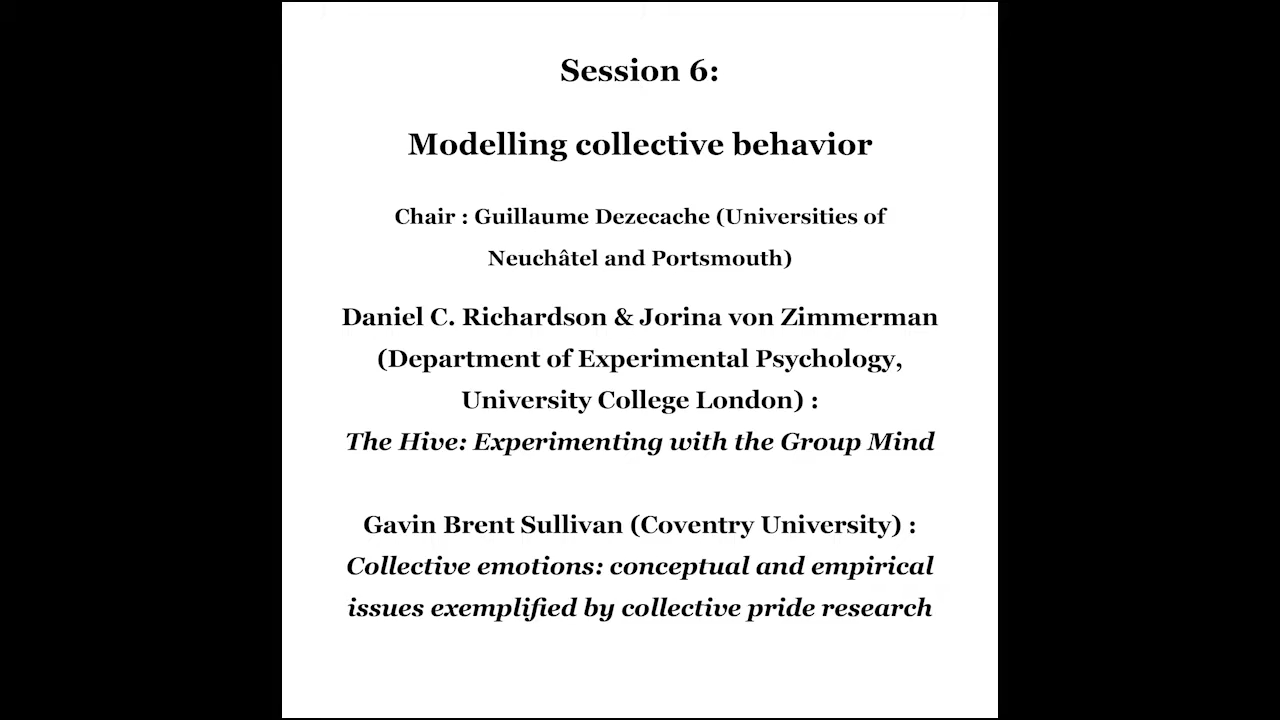 Session 6:
Modelling collective behavior
Chair : Guillaume Dezecache (Universities of
Neuchâtel and Portsmouth)
Daniel C. Richardson & Jorina von Zimmerman
(Department of Experimental Psychology,
University College London) :
The Hive: Experimenting with the Group Mind
Gavin Brent Sullivan (Coventry University) :
Collective emotions: conceptual and empirical
issues exemplified by collective pride research